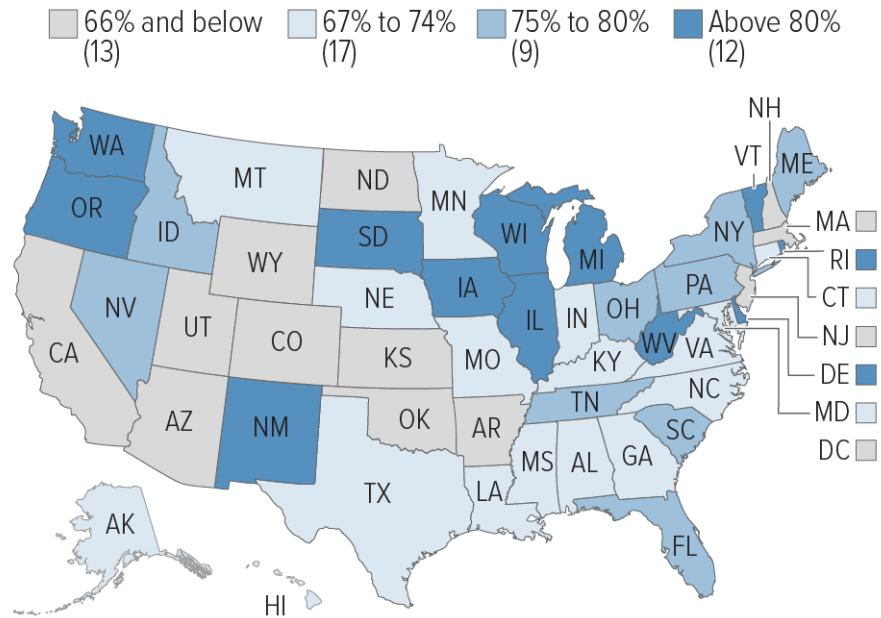 66% and below 67% to 74% 75% to 80% Above 80%
(13) (17) (9) (12)
NH
VT
ME
WA
MT
ND
MN
OR
ID
SD
WI
MI
NY
MA
WY
RI
IA
PA
NE
CT
NV
IL
IN
OH
UT
CO
NJ
CA
KS
MO
WV
VA
KY
DE
NC
TN
MD
AZ
NM
OK
AR
SC
DC
MS
AL
GA
TX
LA
AK
FL
HI